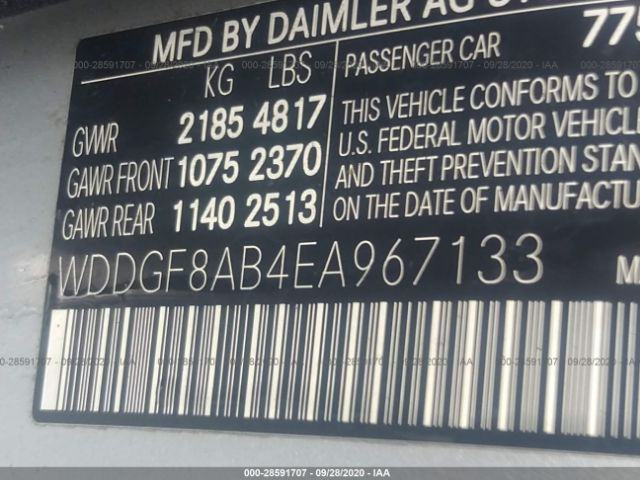 MFD BY DAIMLER AG
KG LBS
PASSENGER CAR 775
GVWR 2185 4817
GAWR FRONT 1075 2370
GAWR REAR 1140 2513
THIS VEHICLE CONFORMS TO
U.S. FEDERAL MOTOR VEHICLE
AND THEFT PREVENTION STAN
ON THE DATE OF MANUFACTU
WDDGF8AB4EA967133
000-28591707 - 09/28/2020 - IAA